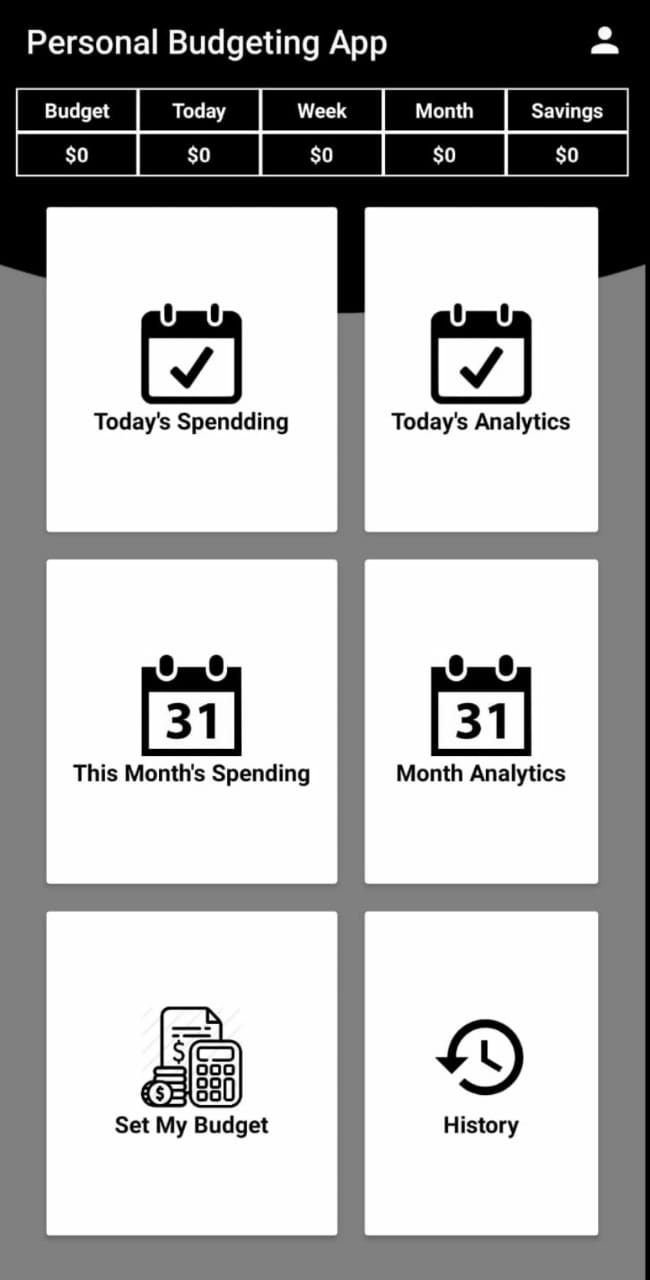 Personal Budgeting App
Budget Today Week Month Savings
$0 $0 $0 $0 $0
Today's Spendding Today's Analytics
31 31
This Month's Spending Month Analytics
$
$
Set My Budget History